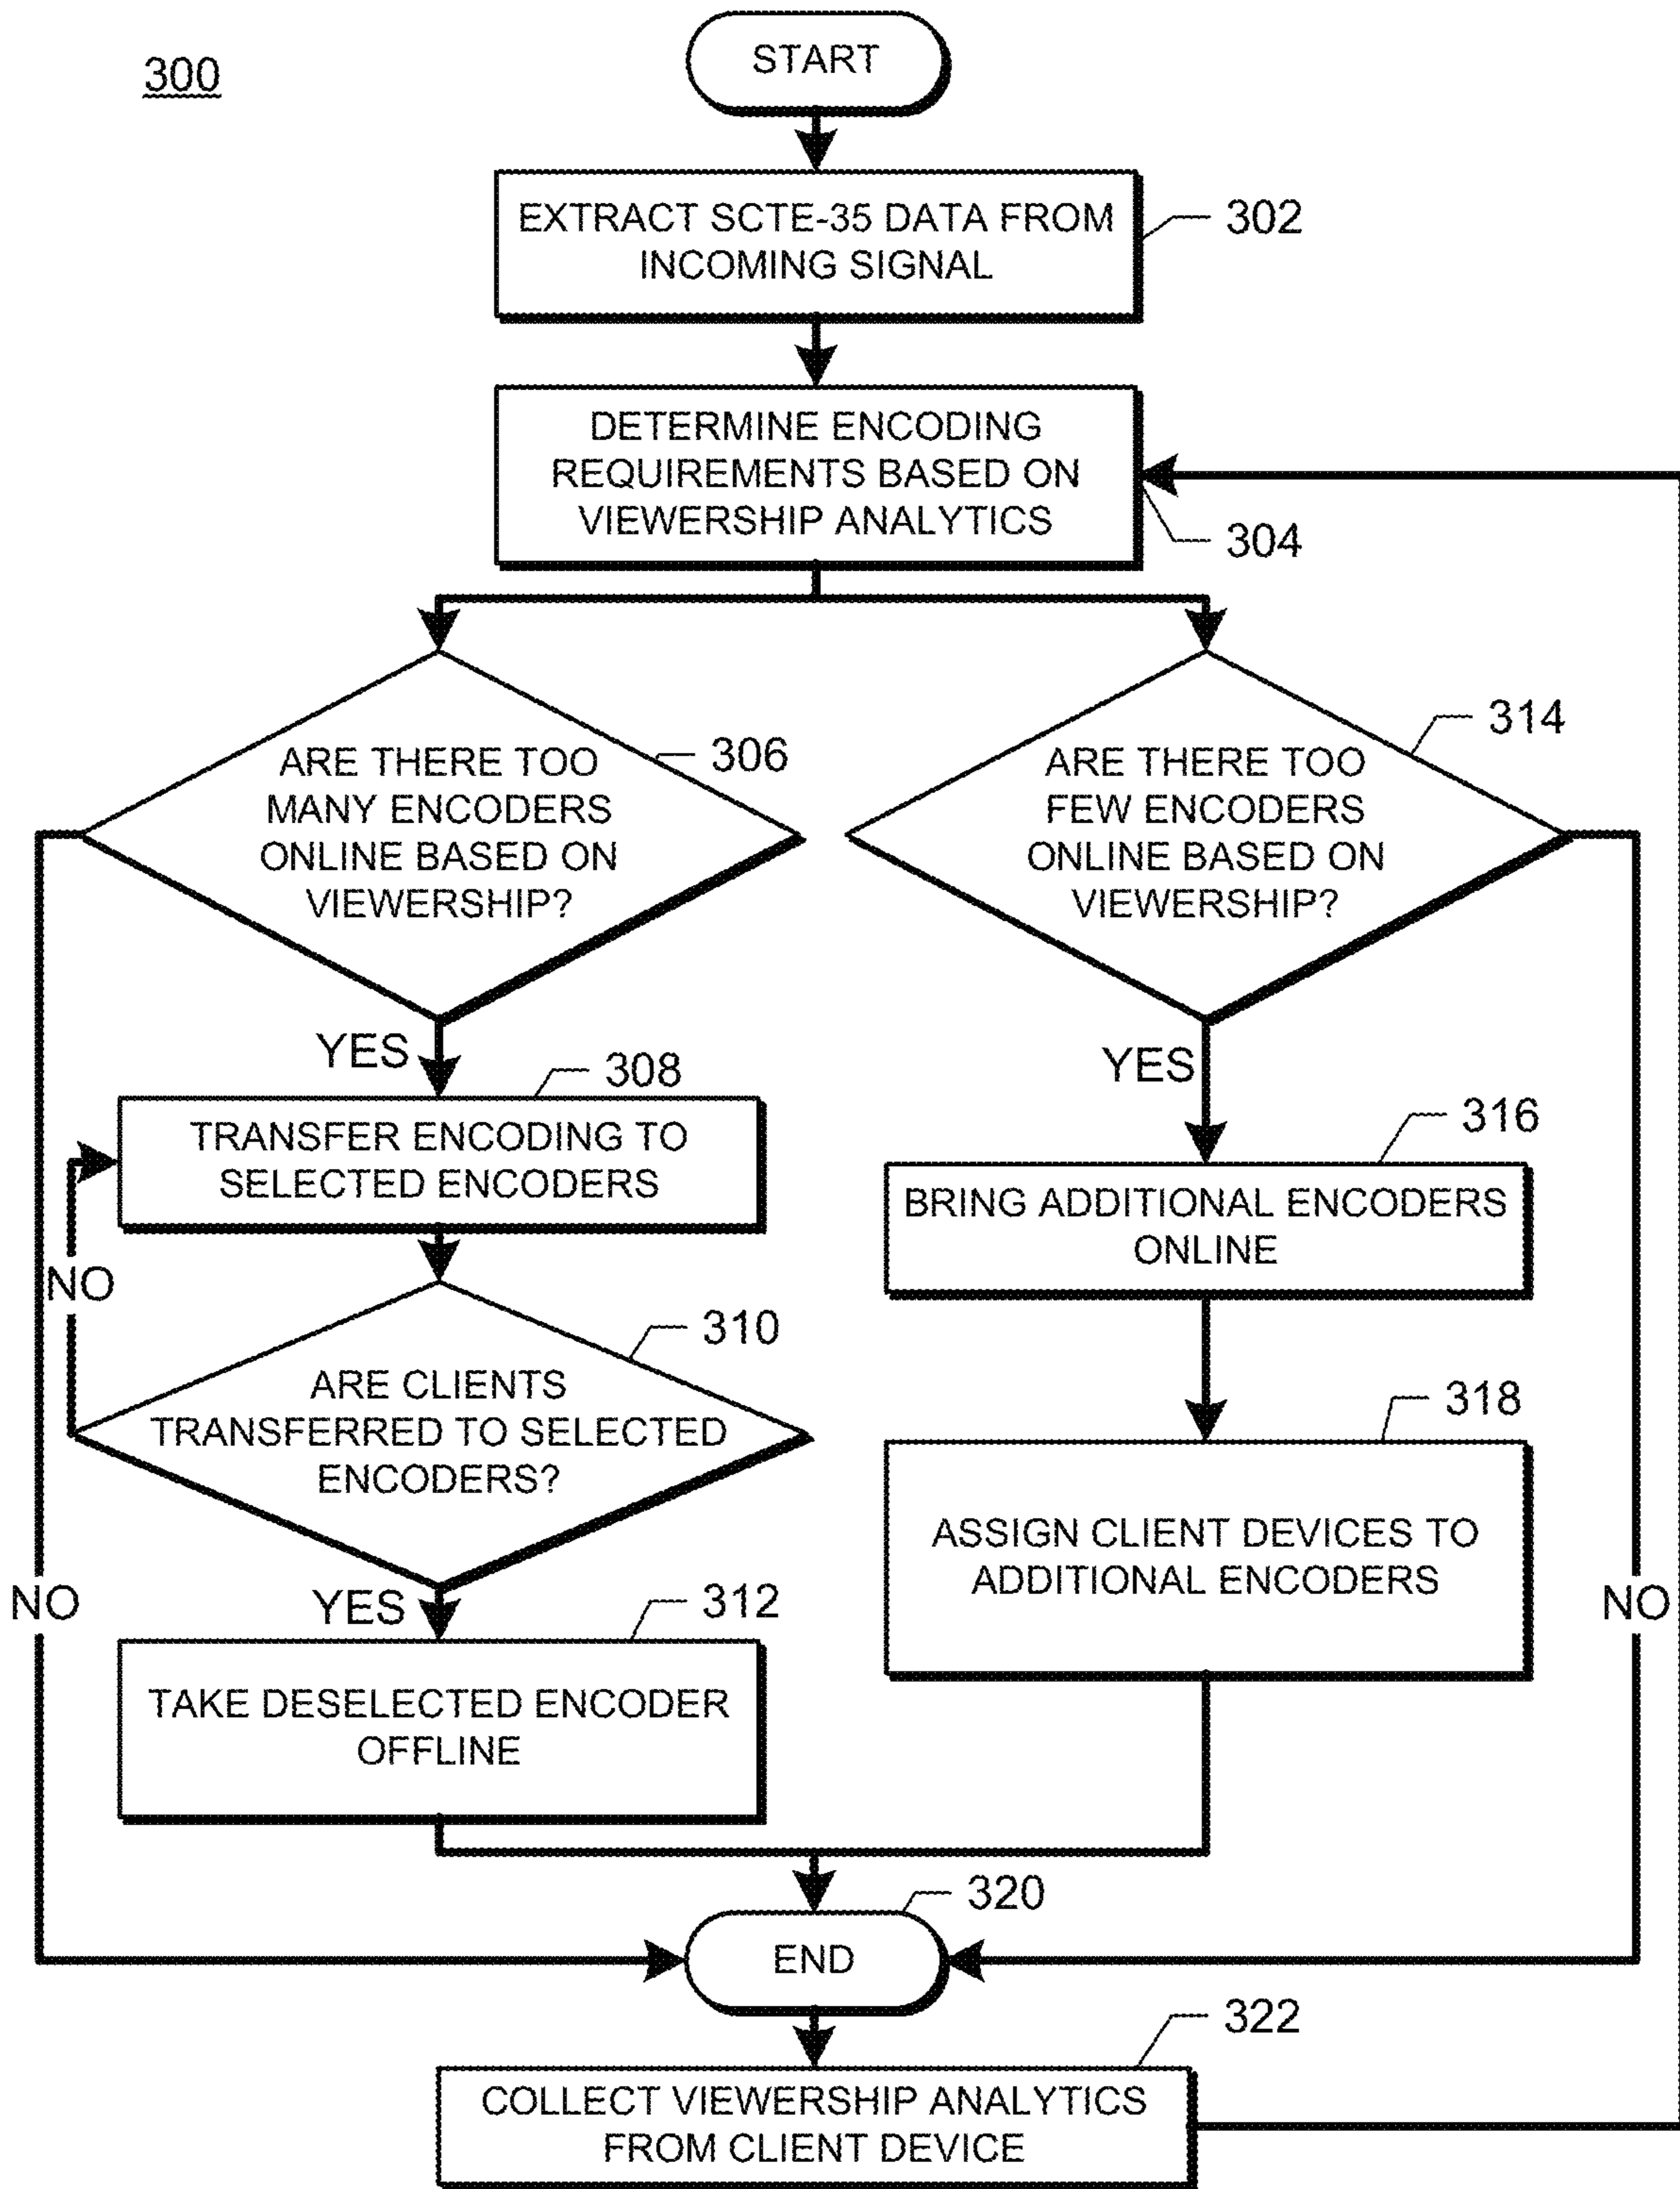 300
START
EXTRACT SCTE-35 DATA FROM
INCOMING SIGNAL
302
DETERMINE ENCODING
REQUIREMENTS BASED ON
VIEWERSHIP ANALYTICS
304
ARE THERE TOO
MANY ENCODERS
ONLINE BASED ON
VIEWERSHIP?
306
ARE THERE TOO
FEW ENCODERS
ONLINE BASED ON
VIEWERSHIP?
314
YES
308
TRANSFER ENCODING TO
SELECTED ENCODERS
YES
316
BRING ADDITIONAL ENCODERS
ONLINE
NO
310
ARE CLIENTS
TRANSFERRED TO SELECTED
ENCODERS?
318
ASSIGN CLIENT DEVICES TO
ADDITIONAL ENCODERS
NO
YES
312
NO
TAKE DESELECTED ENCODER
OFFLINE
320
END
322
COLLECT VIEWERSHIP ANALYTICS
FROM CLIENT DEVICE